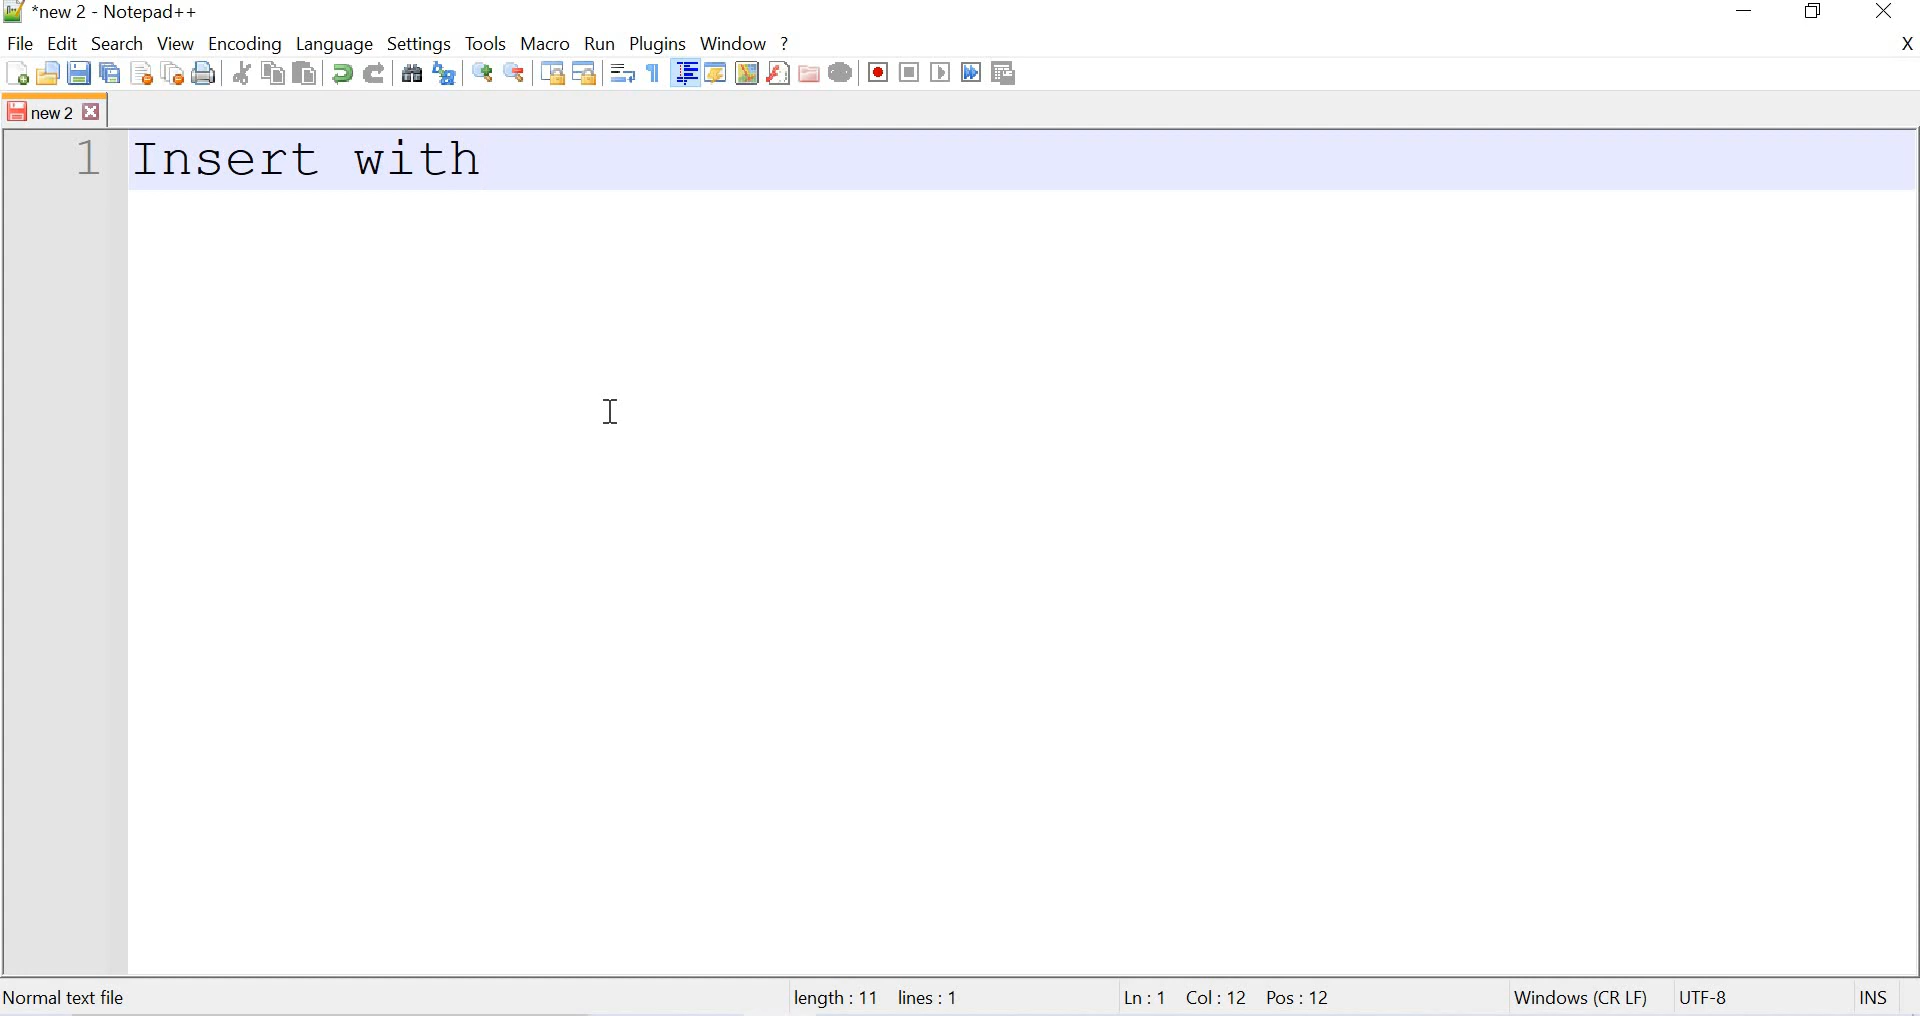 *new 2 - Notepad++
File Edit Search View Encoding Language Settings Tools Macro Run Plugins Window ?
X
new 2
1 Insert with
Normal text file length : 11 lines : 1 Ln : 1 Col : 12 Pos : 12 Windows (CR LF) UTF-8 INS